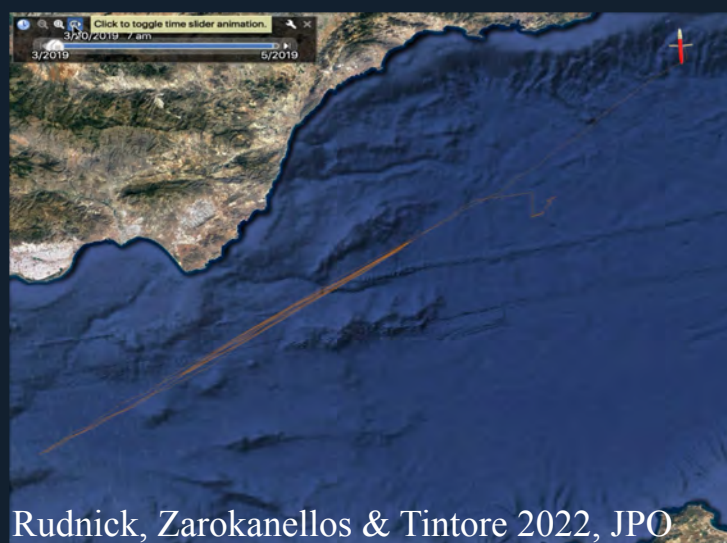 Click to toggle time slider animation.
3/20/2019 7 am
3/2019
5/2019
Rudnick, Zarokanellos & Tintore 2022, JPO